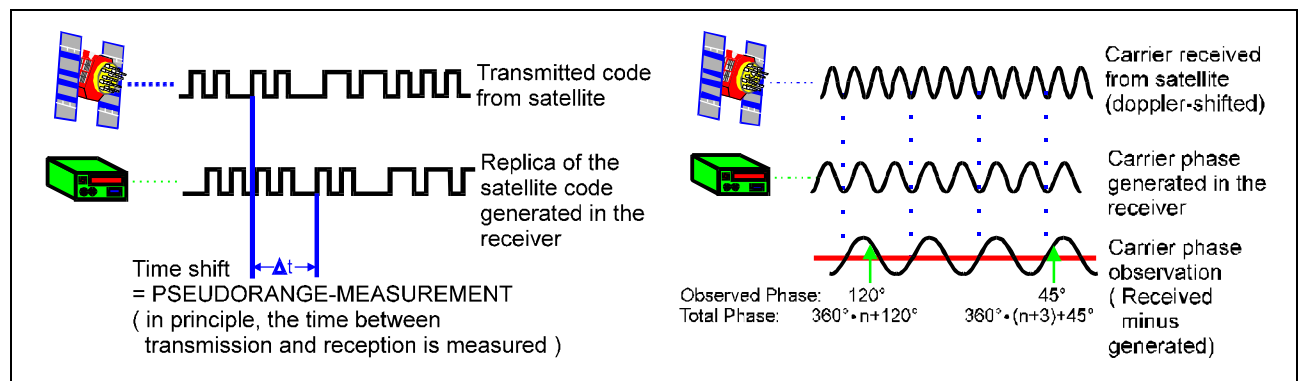 Transmitted code
from satellite
Replica of the
satellite code
generated in the
receiver
Δt
Time shift
= PSEUDORANGE-MEASUREMENT
( in principle, the time between
transmission and reception is measured )
Carrier received
from satellite
(doppler-shifted)
Carrier phase
generated in the
receiver
Carrier phase
observation
( Received
minus
generated)
Observed Phase: 120° 45°
Total Phase: 360°•n+120° 360°•(n+3)+45°